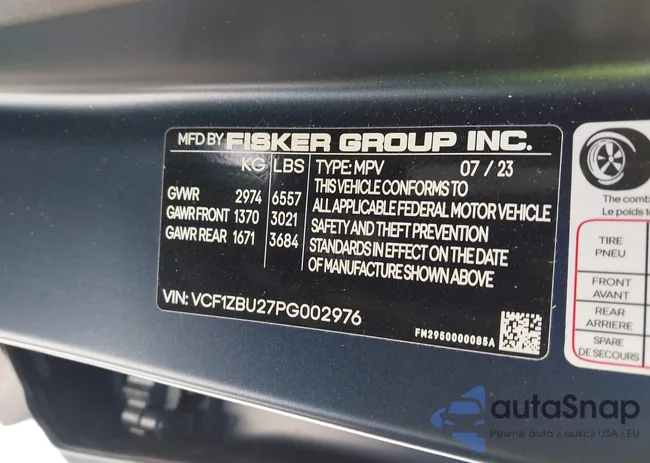 MFD BY FISKER GROUP INC.
KG LBS TYPE: MPV 07 / 23
GVWR 2974 6557 THIS VEHICLE CONFORMS TO
ALL APPLICABLE FEDERAL MOTOR VEHICLE
GAWR FRONT 1370 3021 SAFETY AND THEFT PREVENTION
GAWR REAR 1671 3684 STANDARDS IN EFFECT ON THE DATE
OF MANUFACTURE SHOWN ABOVE
VIN: VCF1ZBU27PG002976
FM2950000085A
The comb
Le poids t
TIRE
PNEU
FRONT
AVANT
REAR
ARRIERE
SPARE
DE SECOURS
autaSnap
Pewne auta z aukcji USA i EU